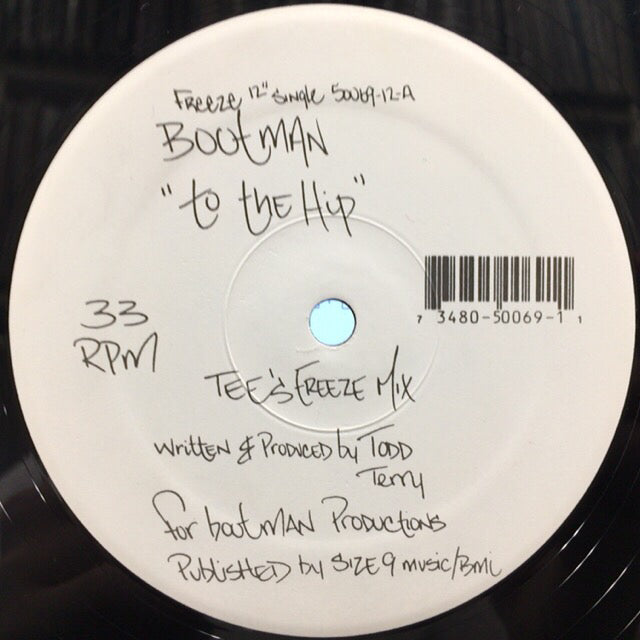 Freeze 12" Single 50069-12-A
Bootman
"to the Hip"
7 3480-50069-1 1
33
RPM
Tee's Freeze Mix
Written & Produced by Todd
Terry
for bootman Productions
Published by Size 9 music/BMI